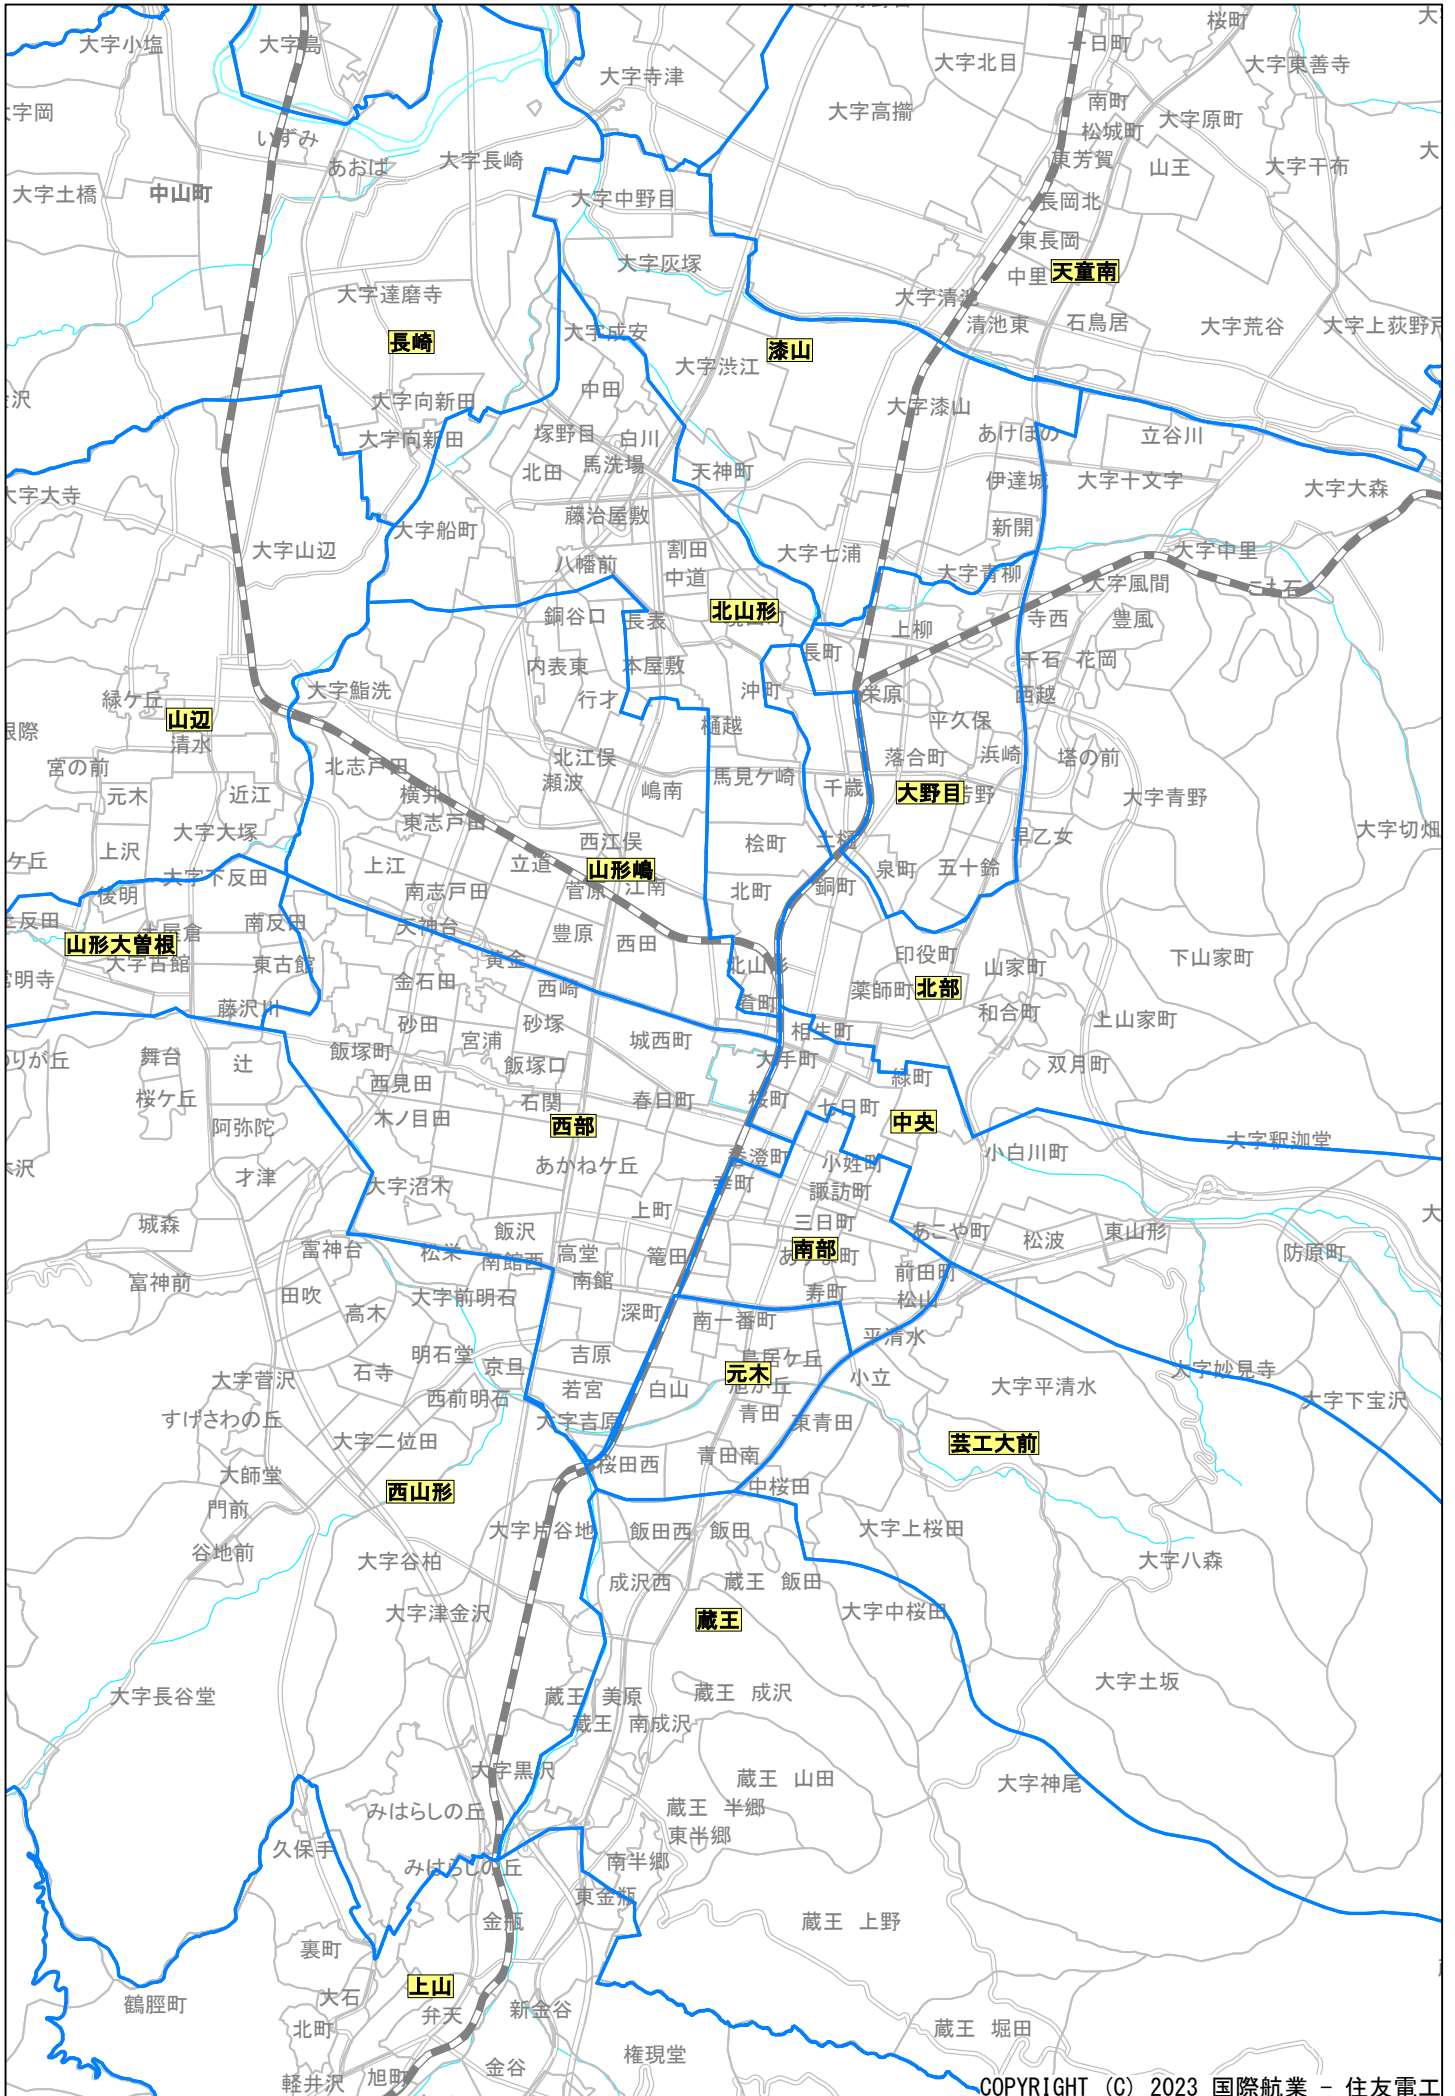 大字小塩
大字島
大字寺津
大字北目
一日町
桜町
大字東善寺
大字岡
いずみ
大字高擶
南町
松城町
大字原町
あおば
大字長崎
東芳賀
山王
大字干布
大字土橋
中山町
大字中野目
長岡北
東長岡
大字灰塚
中里
天童南
大字達磨寺
大字清池
清池東
石鳥居
大字荒谷
大字上荻野戸
長崎
大字成安
漆山
大字渋江
中田
大字向新田
大字漆山
大字向新田
塚野目
白川
あけぼの
立谷川
北田
馬洗場
天神町
伊達城
大字十文字
大字大森
大字大寺
藤治屋敷
大字船町
新開
大字山辺
割田
大字七浦
大字中里
八幡前
中道
大字青柳
大字風間
二土石
北山形
銅谷口
長表
上柳
寺西
豊風
内表東
本屋敷
長町
千石
花岡
大字鮨洗
行才
沖町
栄原
西越
緑ケ丘
山辺
樋越
平久保
清水
北江俣
落合町
浜崎
塔の前
宮の前
北志戸田
瀬波
馬見ケ崎
元木
近江
横井
嶋南
千歳
大野目
大字青野
東志戸田
大字大塚
西江俣
桧町
土樋
早乙女
大字切畑
上沢
上江
立道
山形嶋
泉町
五十鈴
大字下反田
南志戸田
菅原
江南
北町
銅町
後明
南反田
天神台
豊原
西田
印役町
山形大曽根
東古館
黄金
北山形
山家町
下山家町
大字古館
金石田
西崎
薬師町
北部
藤沢川
肴町
和合町
上山家町
砂田
宮浦
砂塚
城西町
相生町
舞台
辻
飯塚町
飯塚口
大手町
双月町
西見田
緑町
桜ケ丘
石関
春日町
桜町
七日町
阿弥陀
木ノ目田
西部
中央
大字釈迦堂
才津
あかねケ丘
小姓町
小白川町
大字沼木
幸町
諏訪町
城森
上町
三日町
富神台
松栄
飯沢
あこや町
松波
東山形
高堂
篭田
南部
防原町
富神前
南館西
南館
前田町
田吹
大字前明石
寿町
松山
高木
深町
南一番町
平清水
明石堂
京旦
吉原
鳥居ケ丘
大字菅沢
石寺
元木
小立
大字妙見寺
西前明石
若宮
白山
大字平清水
大字下宝沢
すげさわの丘
大字吉原
青田
東青田
大字二位田
芸工大前
大師堂
桜田西
青田南
西山形
中桜田
門前
大字片谷地
飯田西
飯田
大字上桜田
谷地前
大字谷柏
大字八森
成沢西
蔵王 飯田
大字津金沢
蔵王
大字中桜田
大字土坂
大字長谷堂
蔵王 美原
蔵王 成沢
蔵王 南成沢
大字黒沢
蔵王 山田
大字神尾
みはらしの丘
蔵王 半郷
久保手
東半郷
みはらしの丘
南半郷
東金瓶
金瓶
蔵王 上野
裏町
上山
大石
鶴脛町
弁天
新金谷
北町
蔵王 堀田
権現堂
旭町
金谷
軽井沢
COPYRIGHT (C) 2023 国際航業 - 住友電工